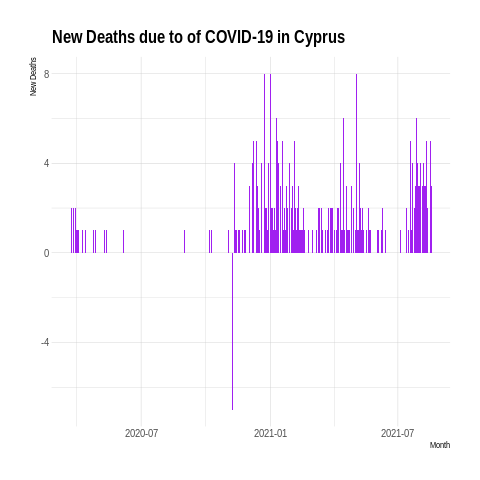 New Deaths due to of COVID-19 in Cyprus
New Deaths
8
4
0
-4
2020-07 2021-01 2021-07
Month